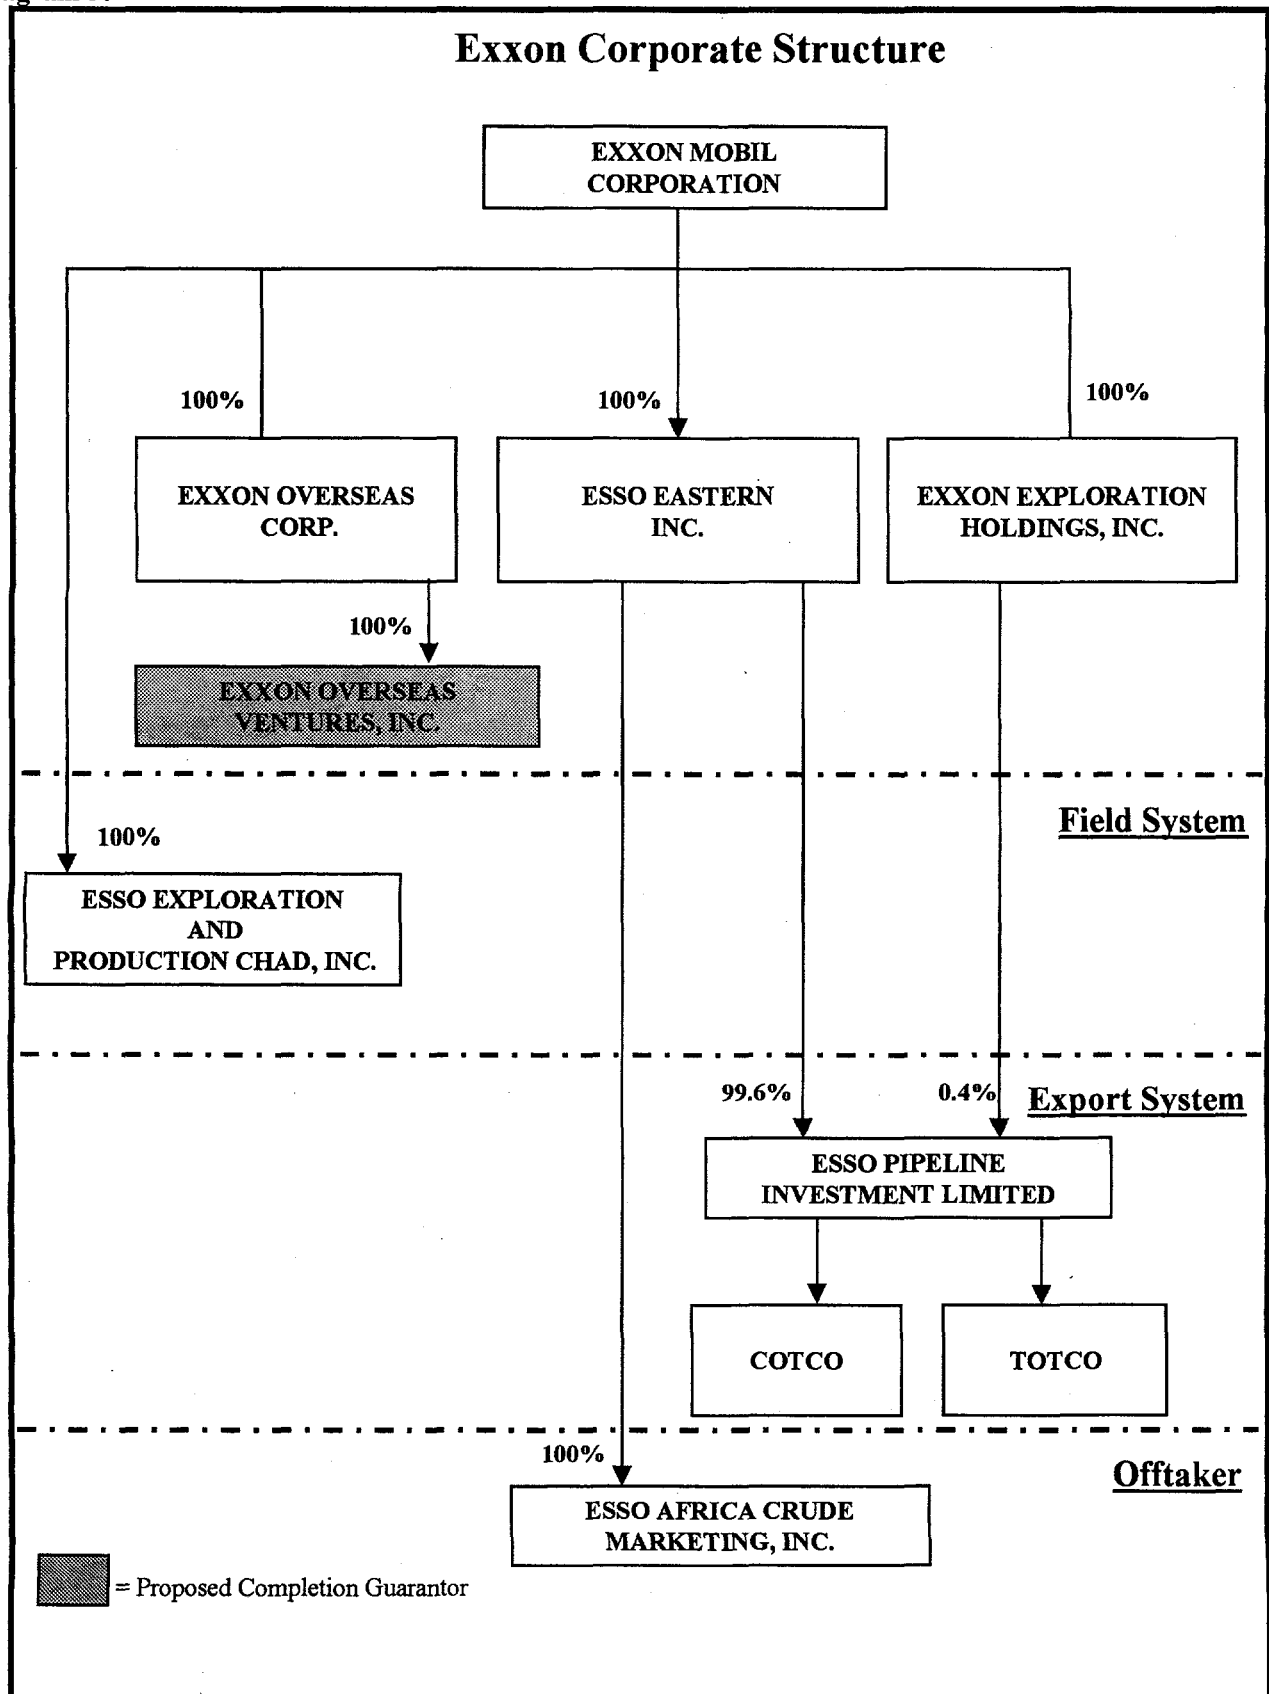 Exxon Corporate Structure
EXXON MOBIL
CORPORATION
100%
100%
100%
EXXON OVERSEAS
CORP.
ESSO EASTERN
INC.
EXXON EXPLORATION
HOLDINGS, INC.
100%
EXXON OVERSEAS
VENTURES, INC.
Field System
100%
ESSO EXPLORATION
AND
PRODUCTION CHAD, INC.
99.6%
0.4%
Export System
ESSO PIPELINE
INVESTMENT LIMITED
COTCO
TOTCO
100%
Offtaker
ESSO AFRICA CRUDE
MARKETING, INC.
= Proposed Completion Guarantor